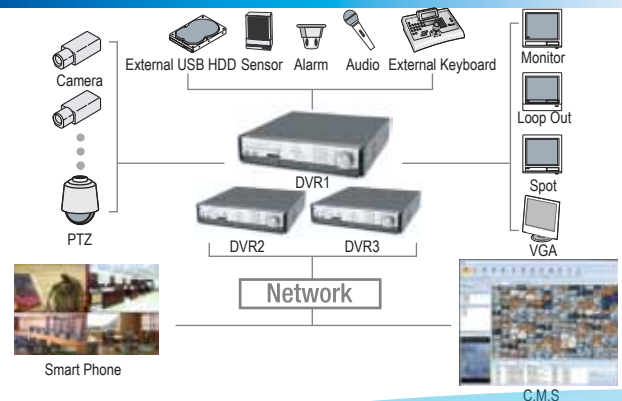 External USB HDD Sensor Alarm Audio External Keyboard
Camera
Monitor
Loop Out
Spot
VGA
PTZ
DVR1
DVR2 DVR3
Network
Smart Phone
C.M.S